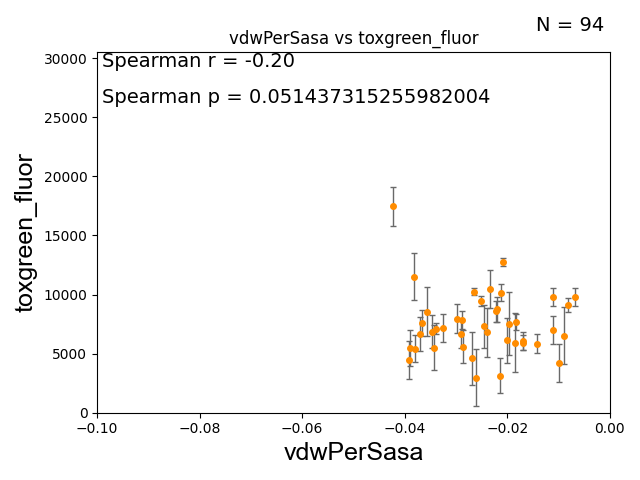 N = 94
vdwPerSasa vs toxgreen_fluor
Spearman r = -0.20
Spearman p = 0.051437315255982004
30000
25000
20000
15000
10000
5000
0
toxgreen_fluor
−0.10 −0.08 −0.06 −0.04 −0.02 0.00
vdwPerSasa